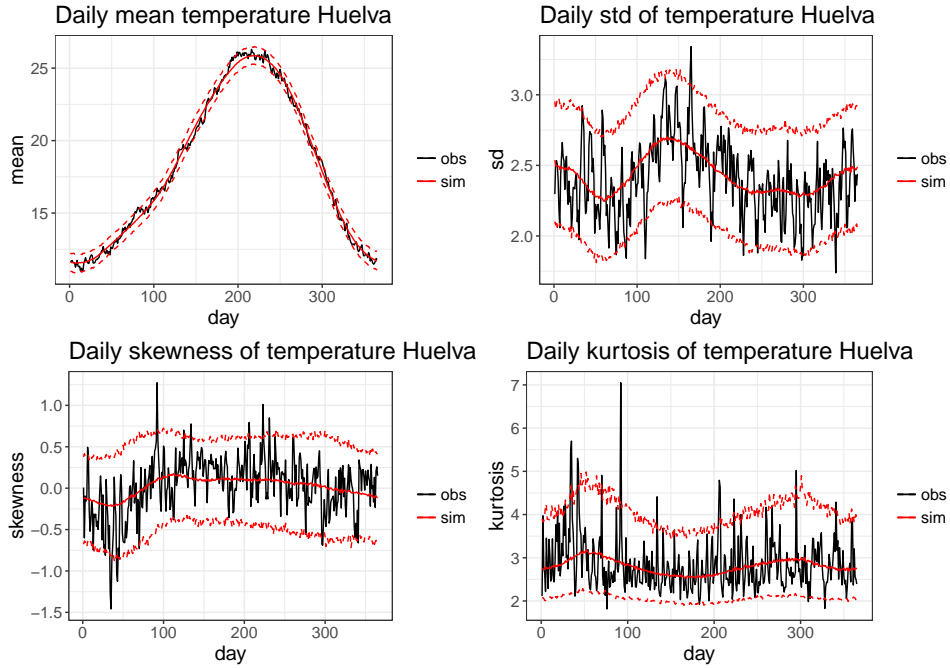 Daily mean temperature Huelva
mean
25
20
15
0
100
200
300
day
obs
sim
Daily std of temperature Huelva
sd
3.0
2.5
2.0
0
100
200
300
day
obs
sim
Daily skewness of temperature Huelva
skewness
1.0
0.5
0.0
−0.5
−1.0
−1.5
0
100
200
300
day
obs
sim
Daily kurtosis of temperature Huelva
kurtosis
7
6
5
4
3
2
0
100
200
300
day
obs
sim